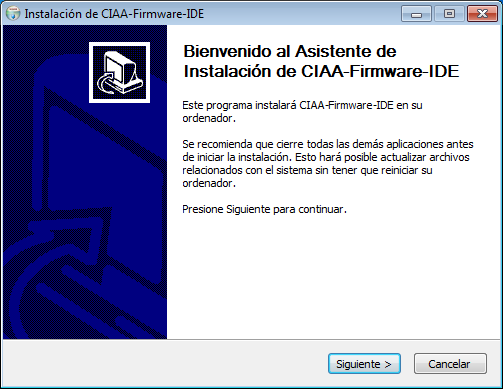 Instalación de CIAA-Firmware-IDE
Bienvenido al Asistente de
Instalación de CIAA-Firmware-IDE
Este programa instalará CIAA-Firmware-IDE en su
ordenador.
Se recomienda que cierre todas las demás aplicaciones antes
de iniciar la instalación. Esto hará posible actualizar archivos
relacionados con el sistema sin tener que reiniciar su
ordenador.
Presione Siguiente para continuar.
Siguiente >
Cancelar